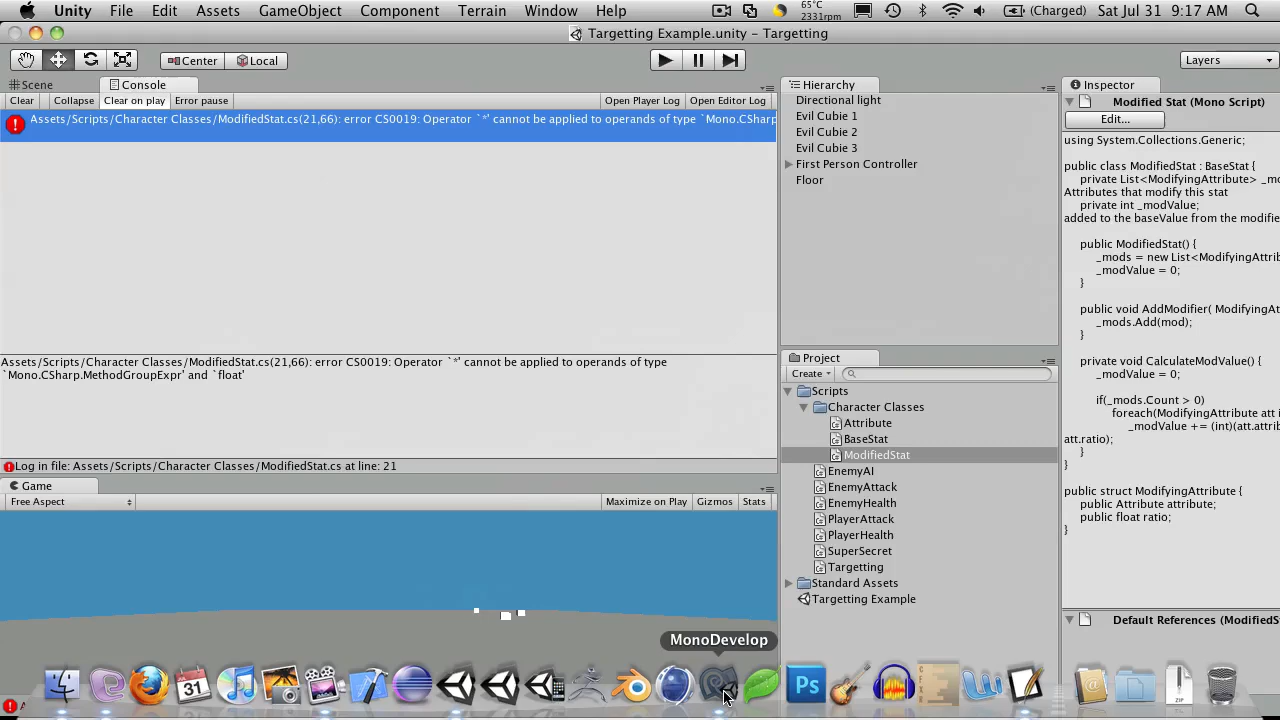 Unity File Edit Assets GameObject Component Terrain Window Help 65°C 2331rpm (Charged) Sat Jul 31 9:17 AM
Targetting Example.unity – Targetting
Center Local Layers
Scene Console
Clear Collapse Clear on play Error pause Open Player Log Open Editor Log
Assets/Scripts/Character Classes/ModifiedStat.cs(21,66): error CS0019: Operator `*' cannot be applied to operands of type `Mono.CSharp
Assets/Scripts/Character Classes/ModifiedStat.cs(21,66): error CS0019: Operator `*' cannot be applied to operands of type
`Mono.CSharp.MethodGroupExpr' and `float'
Log in file: Assets/Scripts/Character Classes/ModifiedStat.cs at line: 21
Game
Free Aspect Maximize on Play Gizmos Stats
Hierarchy
Directional light
Evil Cube 1
Evil Cube 2
Evil Cube 3
First Person Controller
Floor
Project
Create
Scripts
Character Classes
Attribute
BaseStat
ModifiedStat
EnemyAI
EnemyAttack
EnemyHealth
PlayerAttack
PlayerHealth
SuperSecret
Targetting
Standard Assets
Targetting Example
Inspector
Modified Stat (Mono Script)
Edit...
using System.Collections.Generic;
public class ModifiedStat : BaseStat {
private List<ModifyingAttribute> _mo
Attributes that modify this stat
private int _modValue;
added to the baseValue from the modifie
public ModifiedStat() {
_mods = new List<ModifyingAttrib
_modValue = 0;
}
public void AddModifier( ModifyingA
_mods.Add(mod);
}
private void CalculateModValue() {
_modValue = 0;
if(_mods.Count > 0)
foreach(ModifyingAttribute att i
_modValue += (int)(att.attri
att.ratio);
}
}
public struct ModifyingAttribute {
public Attribute attribute;
public float ratio;
}
Default References (ModifiedS
MonoDevelop
31
Ps
ZIP